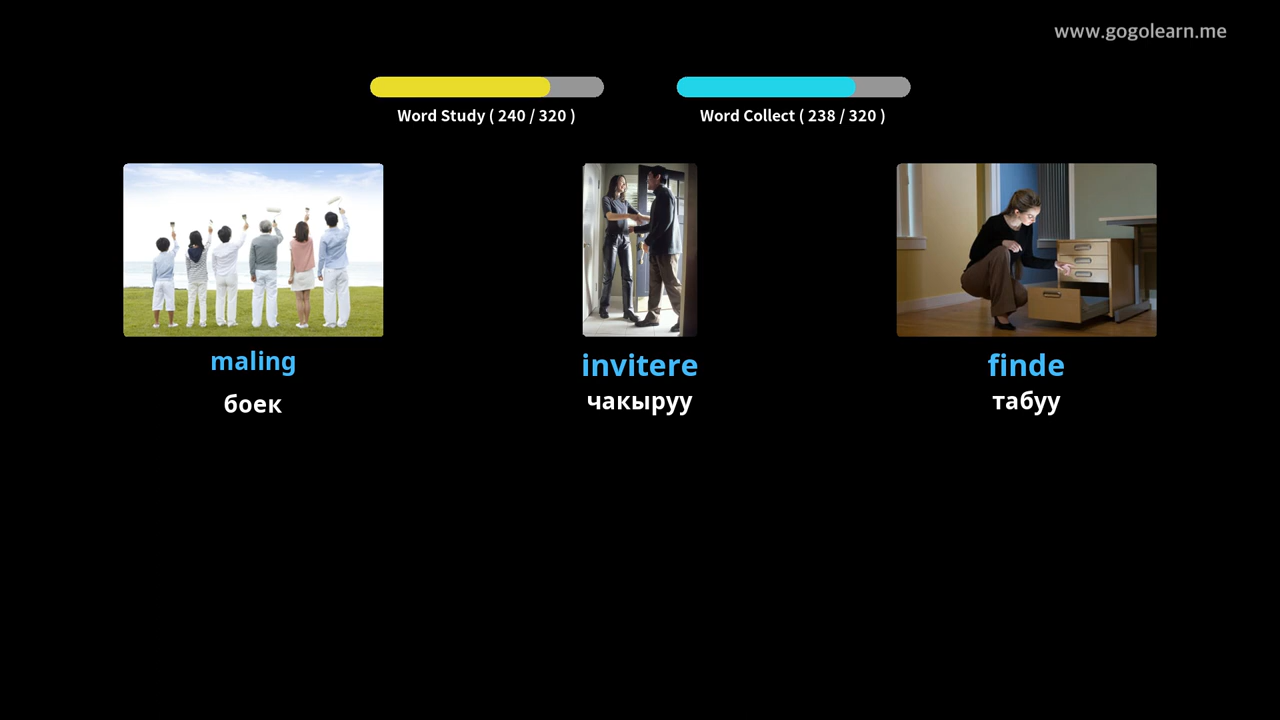 www.gogolearn.me
Word Study ( 240 / 320 )
Word Collect ( 238 / 320 )
maling
боек
invitere
чакыруу
finde
табуу